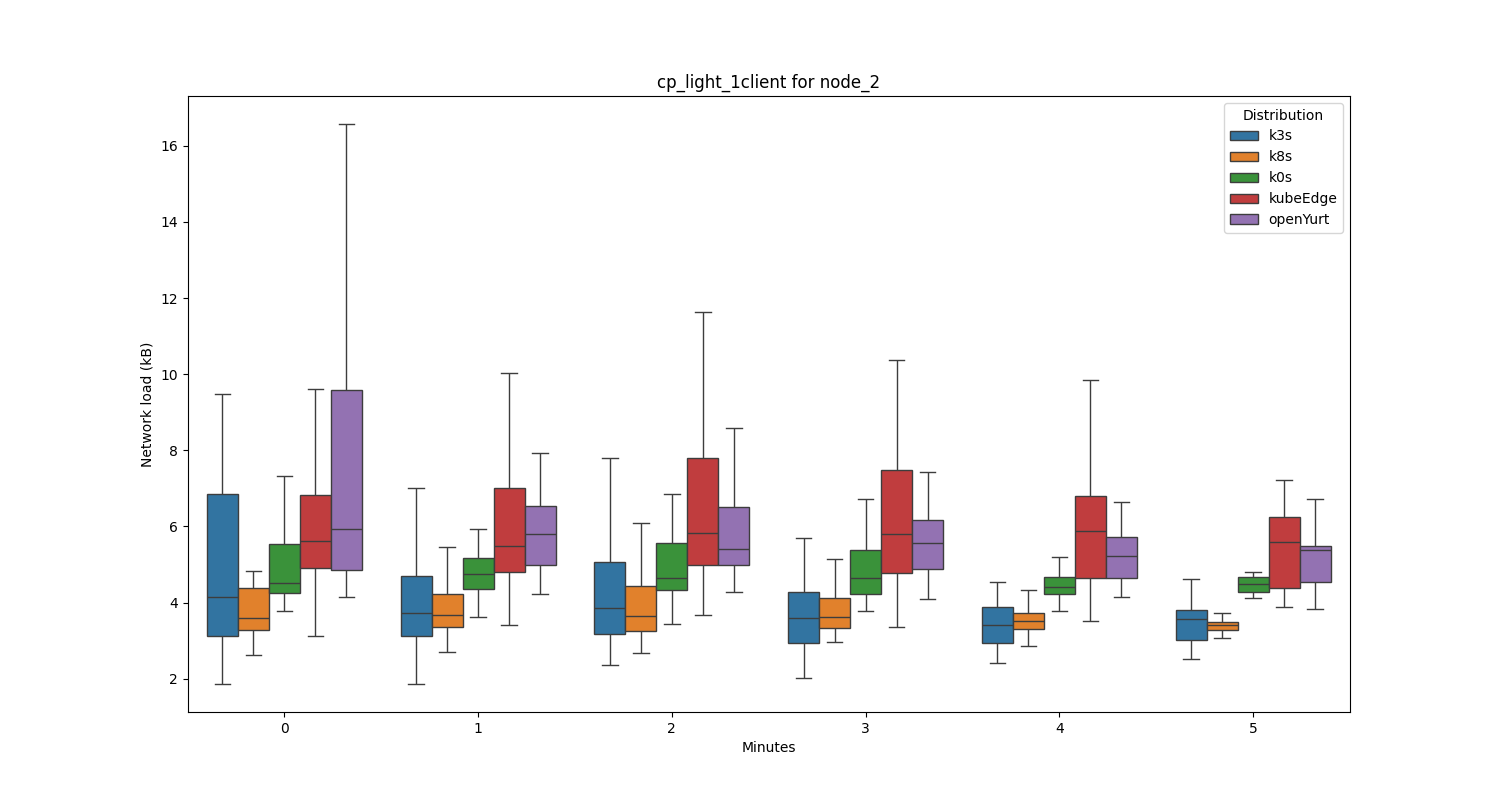 cp_light_1client for node_2
Distribution
k3s
k8s
k0s
kubeEdge
openYurt
Network load (kB)
16
14
12
10
8
6
4
2
0 1 2 3 4 5
Minutes